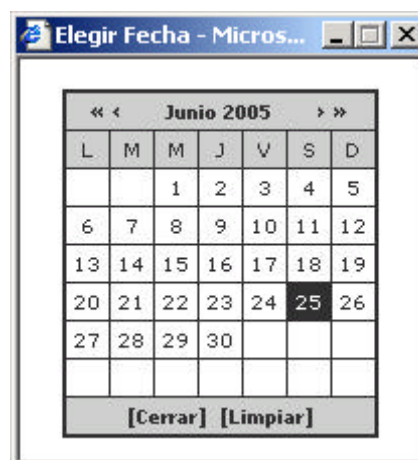 Elegir Fecha - Micros...
« ‹ Junio 2005 › »
L M M J V S D
1 2 3 4 5
6 7 8 9 10 11 12
13 14 15 16 17 18 19
20 21 22 23 24 25 26
27 28 29 30
[Cerrar] [Limpiar]